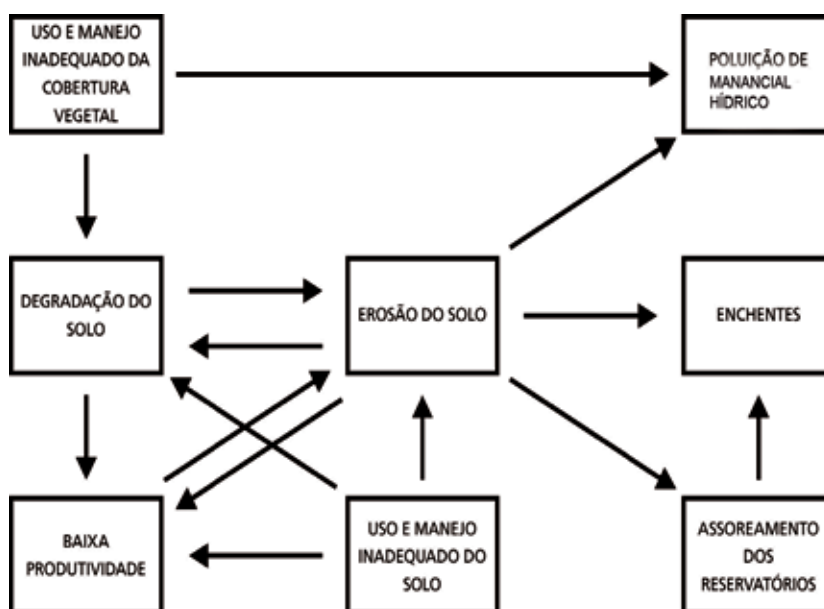 USO E MANEJO
INADEQUADO DA
COBERTURA
VEGETAL
POLUIÇÃO DE
MANANCIAL
HÍDRICO
DEGRADAÇÃO DO
SOLO
EROSÃO DO SOLO
ENCHENTES
BAIXA
PRODUTIVIDADE
USO E MANEJO
INADEQUADO DO
SOLO
ASSOREAMENTO
DOS
RESERVATÓRIOS